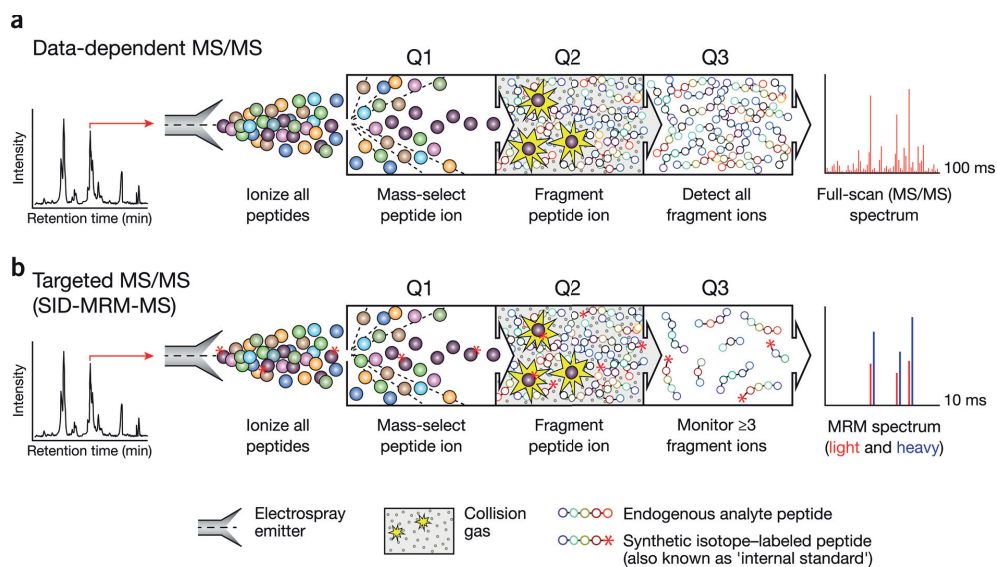 a
Data-dependent MS/MS
Q1
Q2
Q3
Intensity
Retention time (min)
Ionize all
peptides
Mass-select
peptide ion
Fragment
peptide ion
Detect all
fragment ions
100 ms
Full-scan (MS/MS)
spectrum
b
Targeted MS/MS
(SID-MRM-MS)
Q1
Q2
Q3
Intensity
Retention time (min)
Ionize all
peptides
Mass-select
peptide ion
Fragment
peptide ion
Monitor ≥3
fragment ions
10 ms
MRM spectrum
(light and heavy)
Electrospray
emitter
Collision
gas
Endogenous analyte peptide
Synthetic isotope–labeled peptide
(also known as 'internal standard')